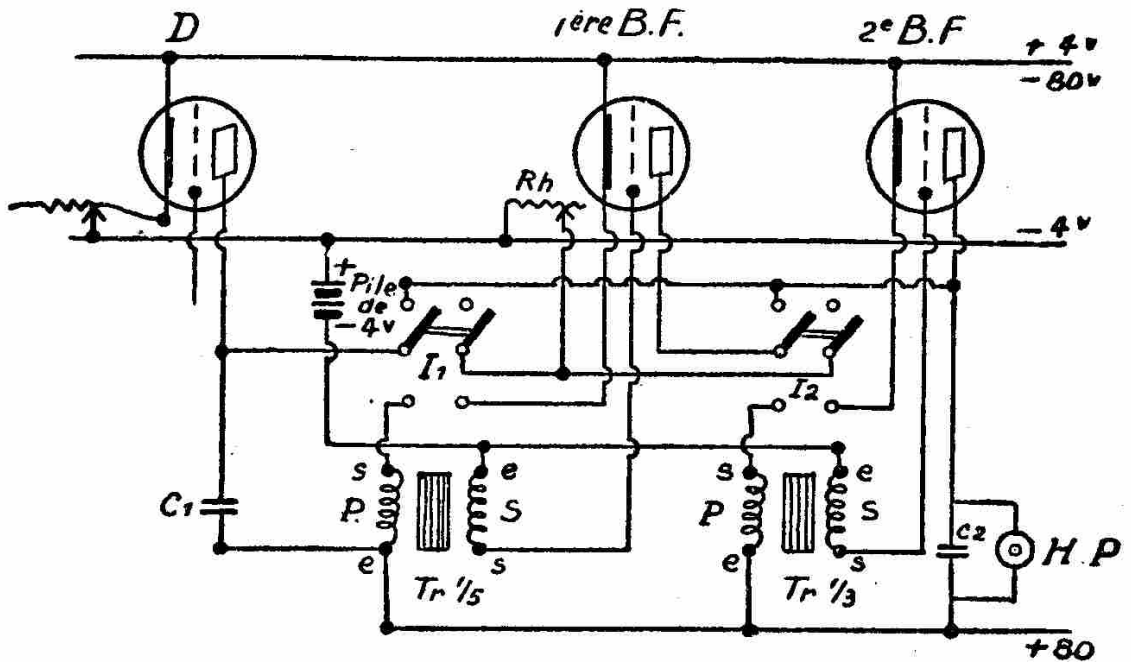 D
1ère B.F.
2e B.F
+ 4v
- 80v
Rh
- 4v
+
Pile
de
- 4v
I1
I2
s
e
s
e
C1
P.
S
P
S
C2
H.P
e
s
e
s
Tr 1/5
Tr 1/3
+80